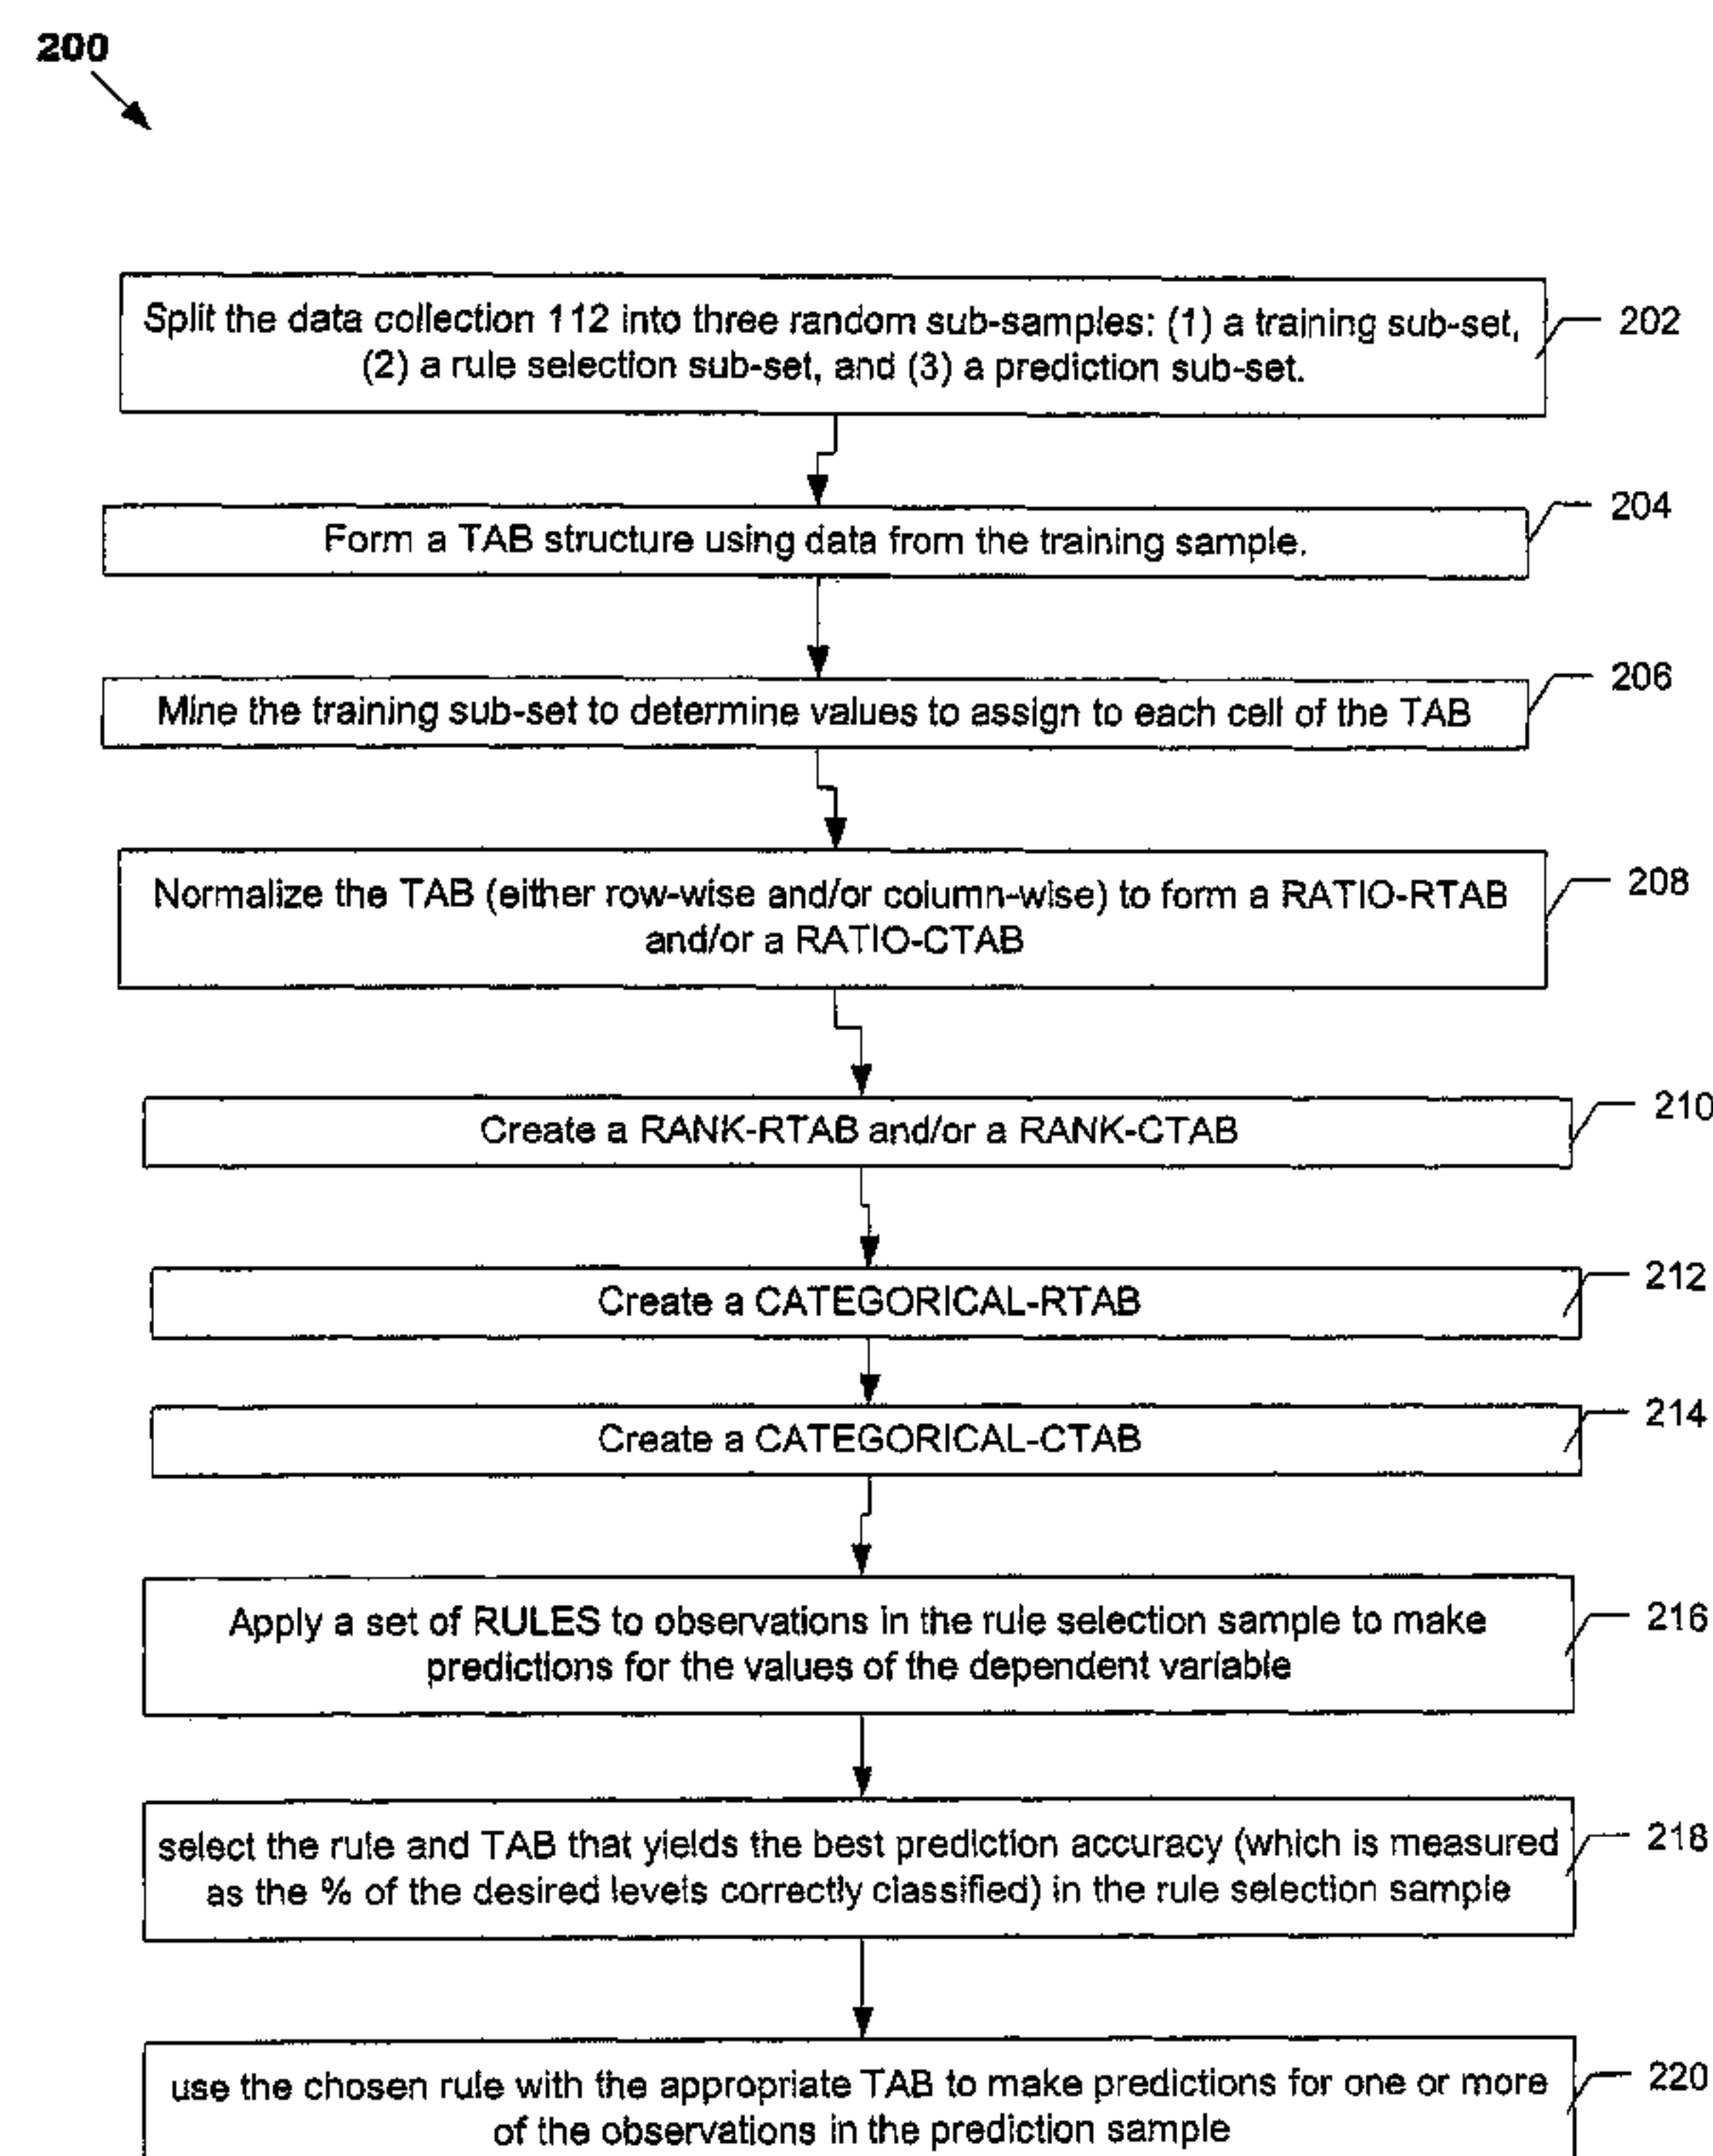 200
Split the data collection 112 into three random sub-samples: (1) a training sub-set,
(2) a rule selection sub-set, and (3) a prediction sub-set.
202
Form a TAB structure using data from the training sample.
204
Mine the training sub-set to determine values to assign to each cell of the TAB
206
Normalize the TAB (either row-wise and/or column-wise) to form a RATIO-RTAB
and/or a RATIO-CTAB
208
Create a RANK-RTAB and/or a RANK-CTAB
210
Create a CATEGORICAL-RTAB
212
Create a CATEGORICAL-CTAB
214
Apply a set of RULES to observations in the rule selection sample to make
predictions for the values of the dependent variable
216
select the rule and TAB that yields the best prediction accuracy (which is measured
as the % of the desired levels correctly classified) in the rule selection sample
218
use the chosen rule with the appropriate TAB to make predictions for one or more
of the observations in the prediction sample
220